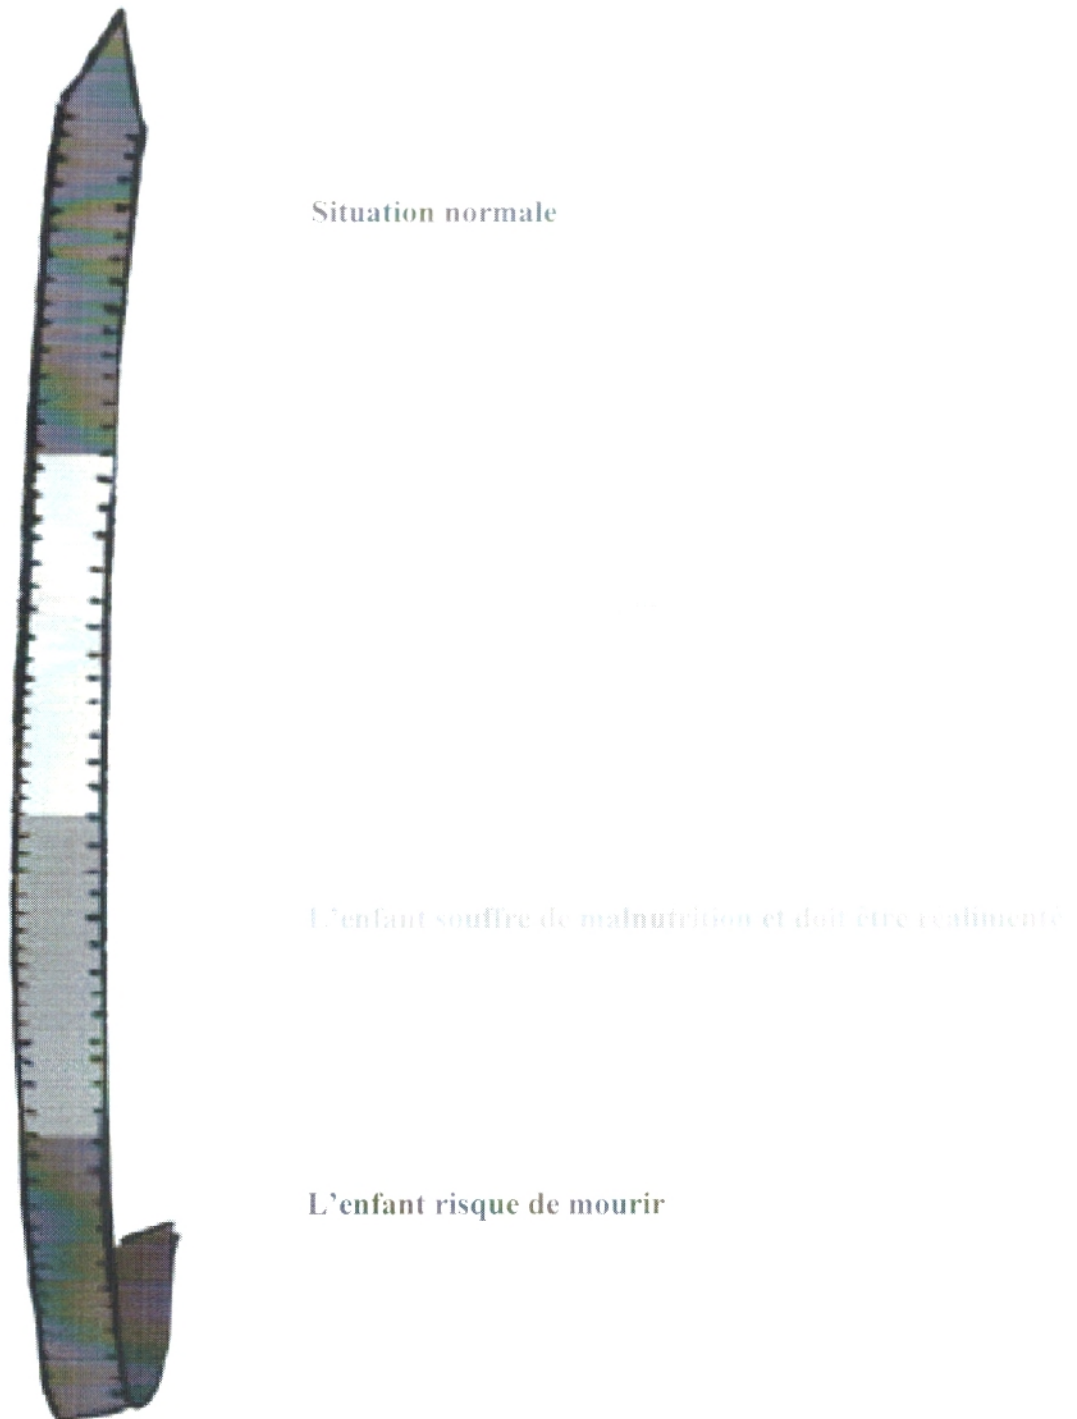 Situation normale
L'enfant souffre de malnutrition et doit être réalimenté
L'enfant risque de mourir